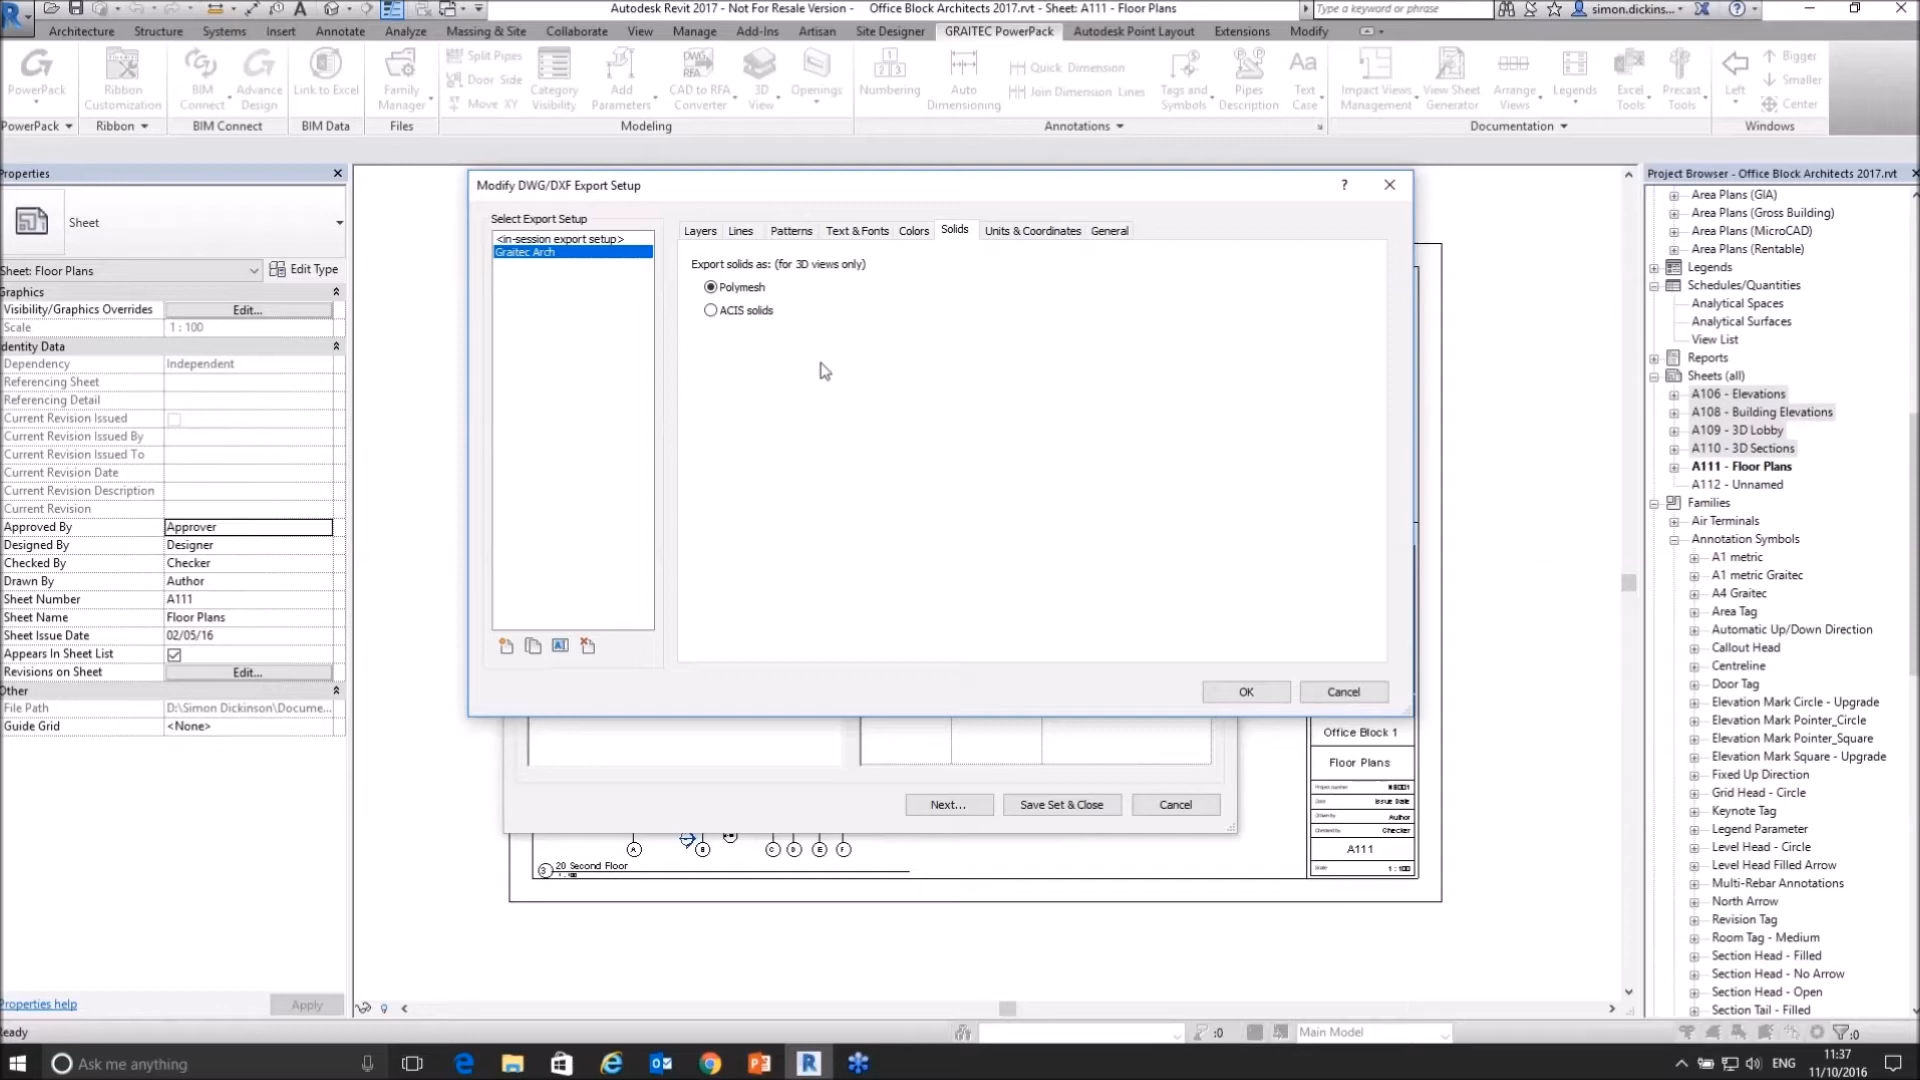 Autodesk Revit 2017 - Not For Resale Version - Office Block Architects 2017.rvt - Sheet: A111 - Floor Plans
Type a keyword or phrase
simon.dickins...
Architecture Structure Systems Insert Annotate Analyze Massing & Site Collaborate View Manage Add-Ins Artisan Site Designer GRAITEC PowerPack Autodesk Point Layout Extensions Modify
PowerPack
Ribbon Customization
BIM Connect
Advance Design
Link to Excel
Family Manager
Split Pipes
Door Side
Move XY
Category Visibility
Add Parameters
CAD to RFA Converter
3D View
Openings
Numbering
Auto Dimensioning
Quick Dimension
Join Dimension Lines
Tags and Symbols
Pipes Description
Text Case
Impact Views Management
View Sheet Generator
Arrange Views
Legends
Excel Tools
Precast Tools
Left
Bigger
Smaller
Center
PowerPack Ribbon BIM Connect BIM Data Files Modeling Annotations Documentation Windows
Properties
Sheet
Sheet: Floor Plans
Edit Type
Graphics
Visibility/Graphics Overrides Edit...
Scale 1 : 100
Identity Data
Dependency Independent
Referencing Sheet
Referencing Detail
Current Revision Issued
Current Revision Issued By
Current Revision Issued To
Current Revision Date
Current Revision Description
Current Revision
Approved By Approver
Designed By Designer
Checked By Checker
Drawn By Author
Sheet Number A111
Sheet Name Floor Plans
Sheet Issue Date 02/05/16
Appears In Sheet List
Revisions on Sheet Edit...
Other
File Path D:\Simon Dickinson\Docume...
Guide Grid <None>
Properties help
Apply
Modify DWG/DXF Export Setup
?
Select Export Setup
<in-session export setup>
Graitec Arch
Layers Lines Patterns Text & Fonts Colors Solids Units & Coordinates General
Export solids as: (for 3D views only)
Polymesh
ACIS solids
OK Cancel
Next... Save Set & Close Cancel
A B C D E F
3 20 Second Floor
1 : 100
Office Block 1
Floor Plans
Issue Date
Author
Checker
A111
1 : 100
Project Browser - Office Block Architects 2017.rvt
Area Plans (GIA)
Area Plans (Gross Building)
Area Plans (MicroCAD)
Area Plans (Rentable)
Legends
Schedules/Quantities
Analytical Spaces
Analytical Surfaces
View List
Reports
Sheets (all)
A106 - Elevations
A108 - Building Elevations
A109 - 3D Lobby
A110 - 3D Sections
A111 - Floor Plans
A112 - Unnamed
Families
Air Terminals
Annotation Symbols
A1 metric
A1 metric Graitec
A4 Graitec
Area Tag
Automatic Up/Down Direction
Callout Head
Centreline
Door Tag
Elevation Mark Circle - Upgrade
Elevation Mark Pointer_Circle
Elevation Mark Pointer_Square
Elevation Mark Square - Upgrade
Fixed Up Direction
Grid Head - Circle
Keynote Tag
Legend Parameter
Level Head - Circle
Level Head Filled Arrow
Multi-Rebar Annotations
North Arrow
Revision Tag
Room Tag - Medium
Section Head - Filled
Section Head - No Arrow
Section Head - Open
Section Tail - Filled
Ready
:0
Main Model
:0
Ask me anything
ENG
11:37
11/10/2016